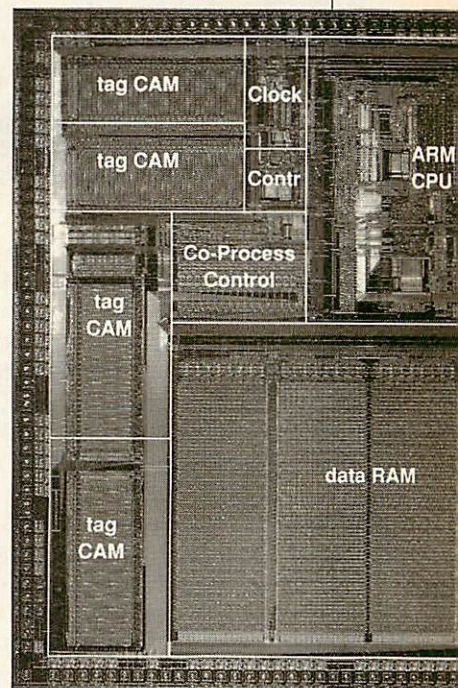 tag CAM
Clock
tag CAM
Contr
ARM
CPU
Co-Process
Control
tag
CAM
data RAM
tag
CAM